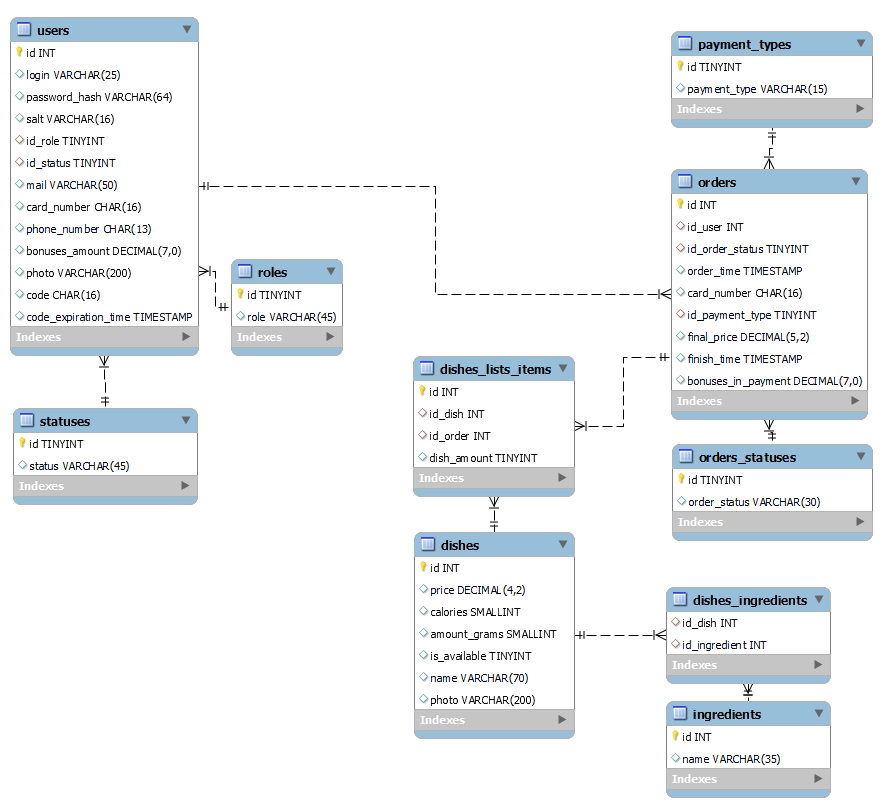 users
id INT
login VARCHAR(25)
password_hash VARCHAR(64)
salt VARCHAR(16)
id_role TINYINT
id_status TINYINT
mail VARCHAR(50)
card_number CHAR(16)
phone_number CHAR(13)
bonuses_amount DECIMAL(7,0)
photo VARCHAR(200)
code CHAR(16)
code_expiration_time TIMESTAMP
Indexes
roles
id TINYINT
role VARCHAR(45)
Indexes
statuses
id TINYINT
status VARCHAR(45)
Indexes
payment_types
id TINYINT
payment_type VARCHAR(15)
Indexes
orders
id INT
id_user INT
id_order_status TINYINT
order_time TIMESTAMP
card_number CHAR(16)
id_payment_type TINYINT
final_price DECIMAL(5,2)
finish_time TIMESTAMP
bonuses_in_payment DECIMAL(7,0)
Indexes
dishes_lists_items
id INT
id_dish INT
id_order INT
dish_amount TINYINT
Indexes
orders_statuses
id TINYINT
order_status VARCHAR(30)
Indexes
dishes
id INT
price DECIMAL(4,2)
calories SMALLINT
amount_grams SMALLINT
is_available TINYINT
name VARCHAR(70)
photo VARCHAR(200)
Indexes
dishes_ingredients
id_dish INT
id_ingredient INT
Indexes
ingredients
id INT
name VARCHAR(35)
Indexes